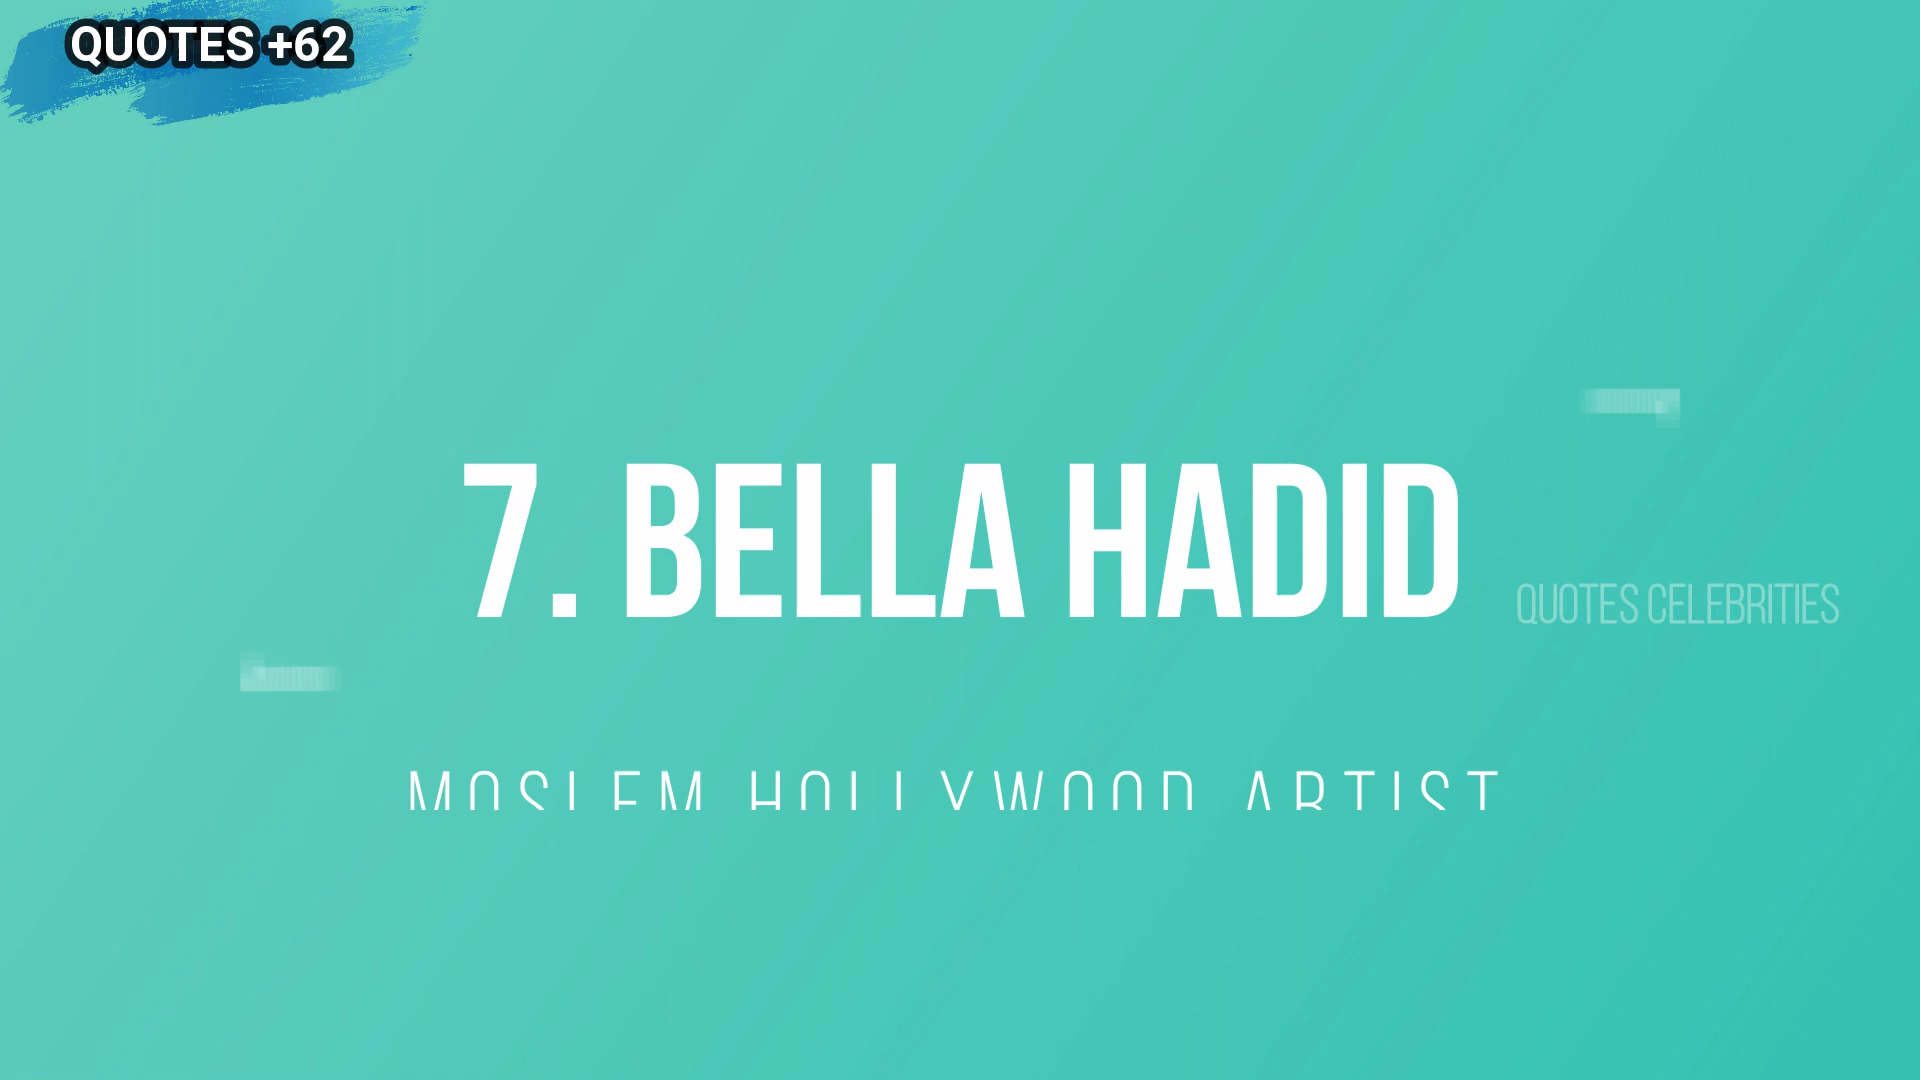 QUOTES +62
7. BELLA HADID
QUOTES CELEBRITIES
MOSLEM HOLLYWOOD ARTIST